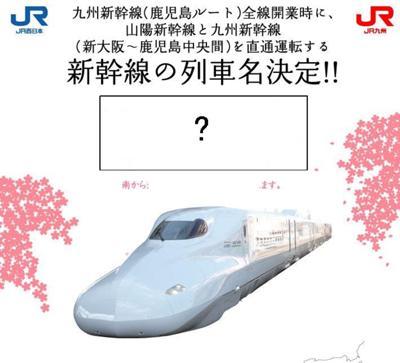 JR JR西日本
JR JR九州
九州新幹線(鹿児島ルート)全線開業時に、
山陽新幹線と九州新幹線
(新大阪～鹿児島中央間)を直通運転する
新幹線の列車名決定!!
?
南から、
ます。